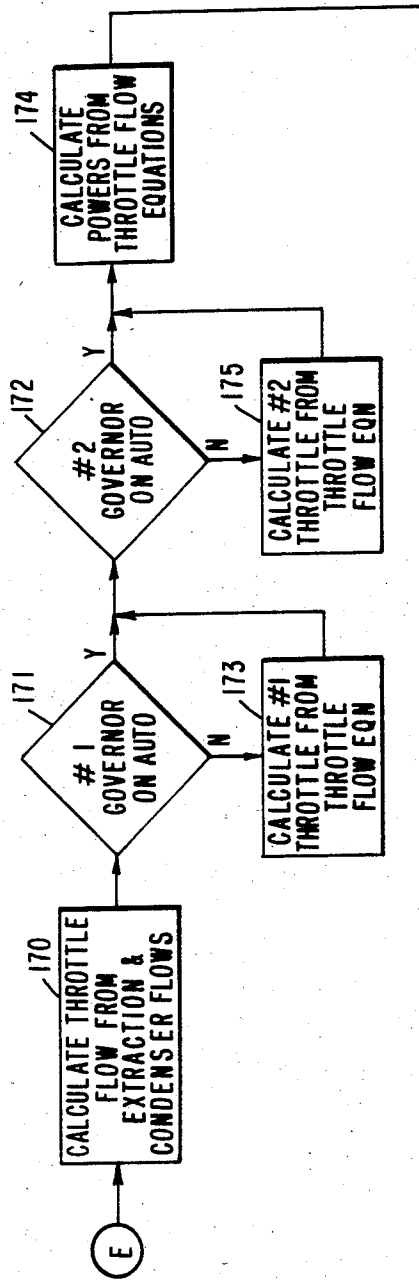 E
170
CALCULATE THROTTLE
FLOW FROM
EXTRACTION &
CONDENSER FLOWS
171
# 1
GOVERNOR
ON AUTO
Y
N
173
CALCULATE #1
THROTTLE FROM
THROTTLE
FLOW EQN
172
#2
GOVERNOR
ON AUTO
Y
N
175
CALCULATE #2
THROTTLE FROM
THROTTLE
FLOW EQN
174
CALCULATE
POWERS FROM
THROTTLE FLOW
EQUATIONS